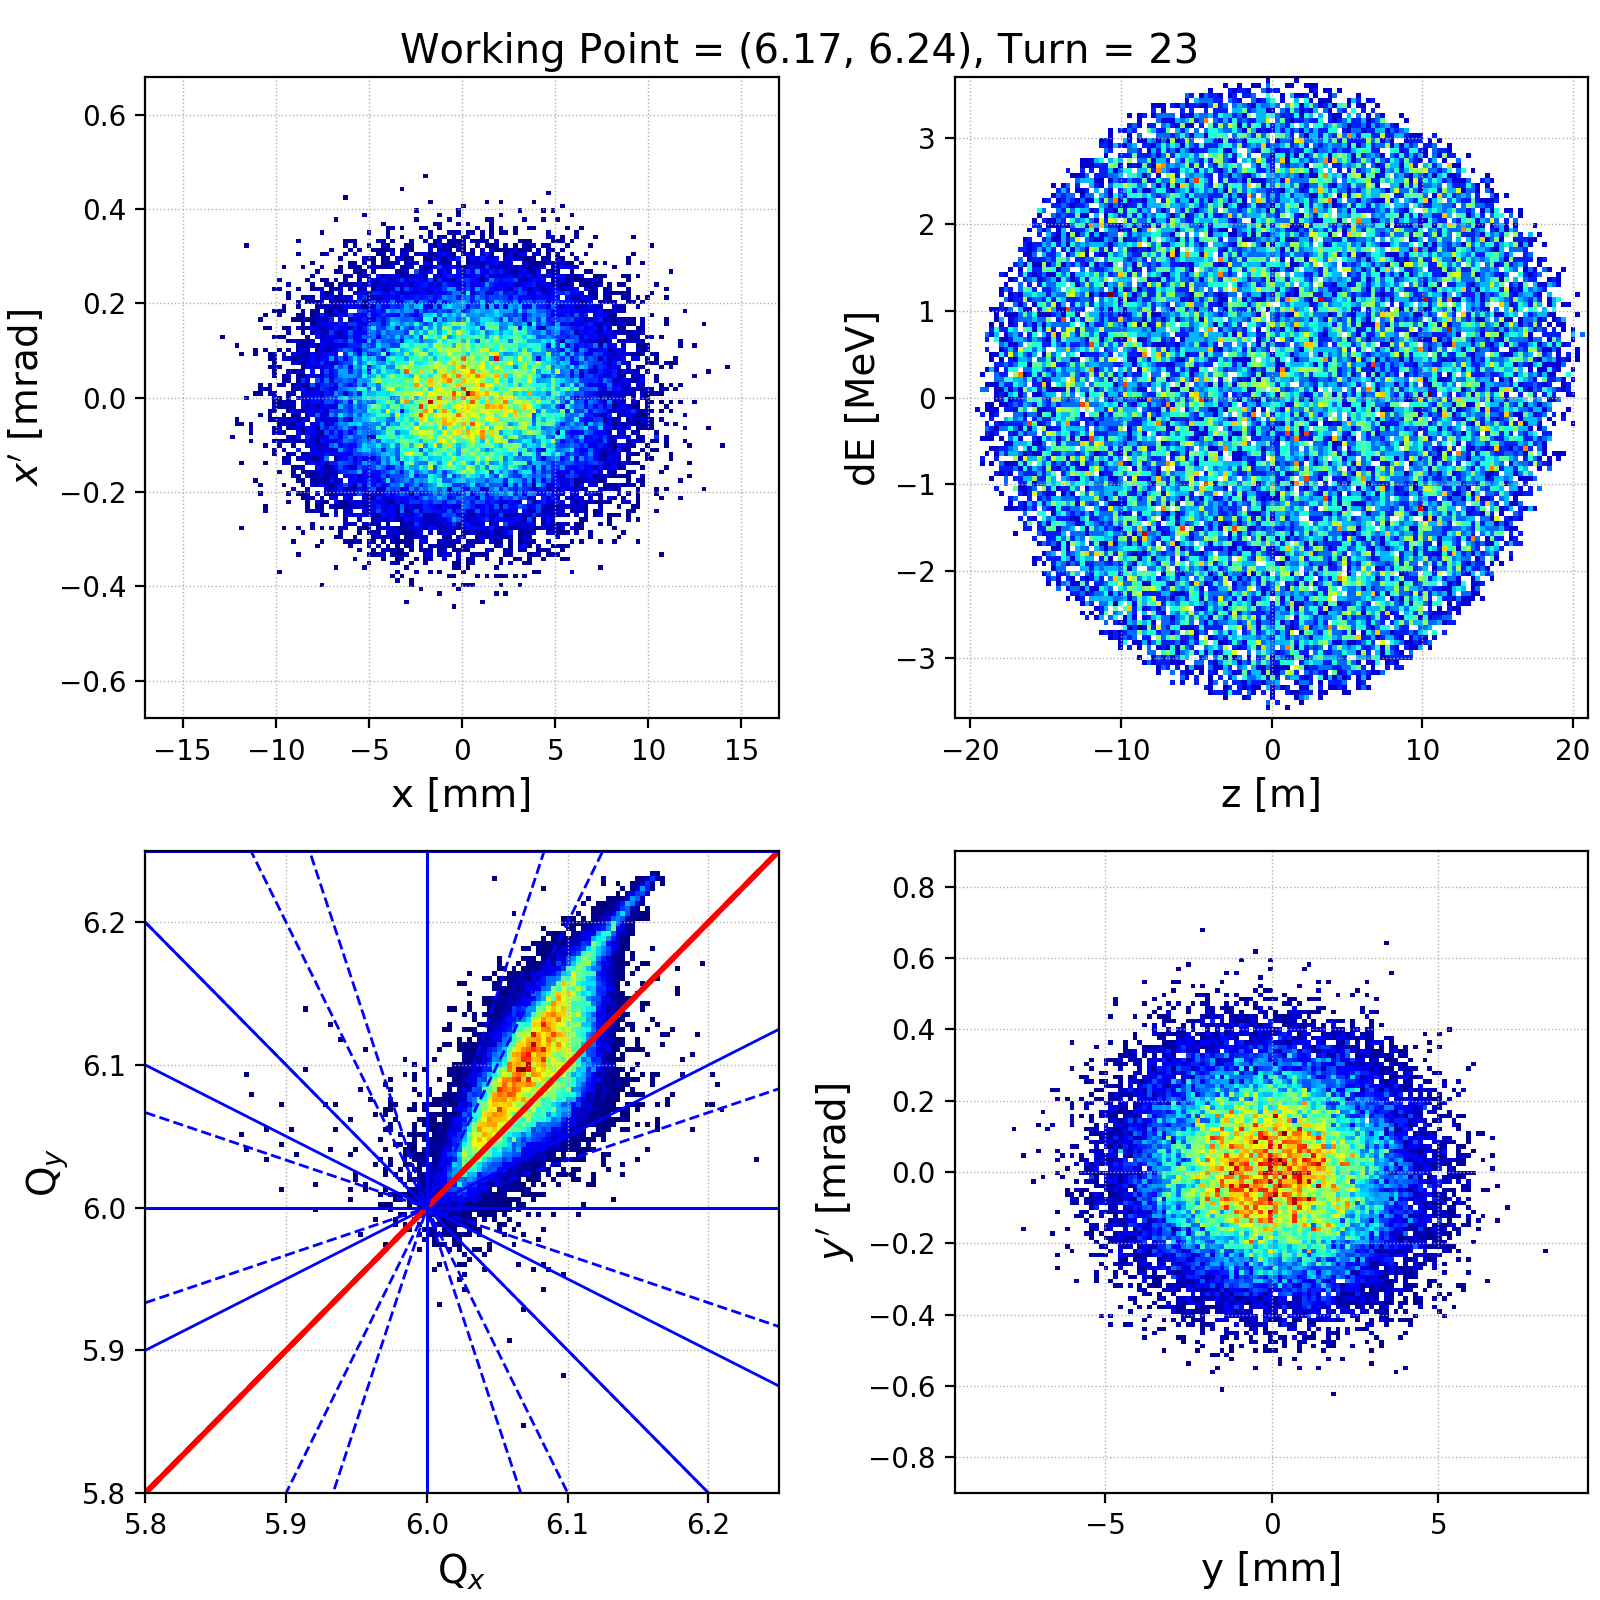 Working Point = (6.17, 6.24), Turn = 23
0.6
0.4
0.2
0.0
−0.2
−0.4
−0.6
x′ [mrad]
−15 −10 −5 0 5 10 15
x [mm]
3
2
1
0
−1
−2
−3
dE [MeV]
−20 −10 0 10 20
z [m]
6.2
6.1
6.0
5.9
5.8
Qy
5.8 5.9 6.0 6.1 6.2
Qx
0.8
0.6
0.4
0.2
0.0
−0.2
−0.4
−0.6
−0.8
y′ [mrad]
−5 0 5
y [mm]